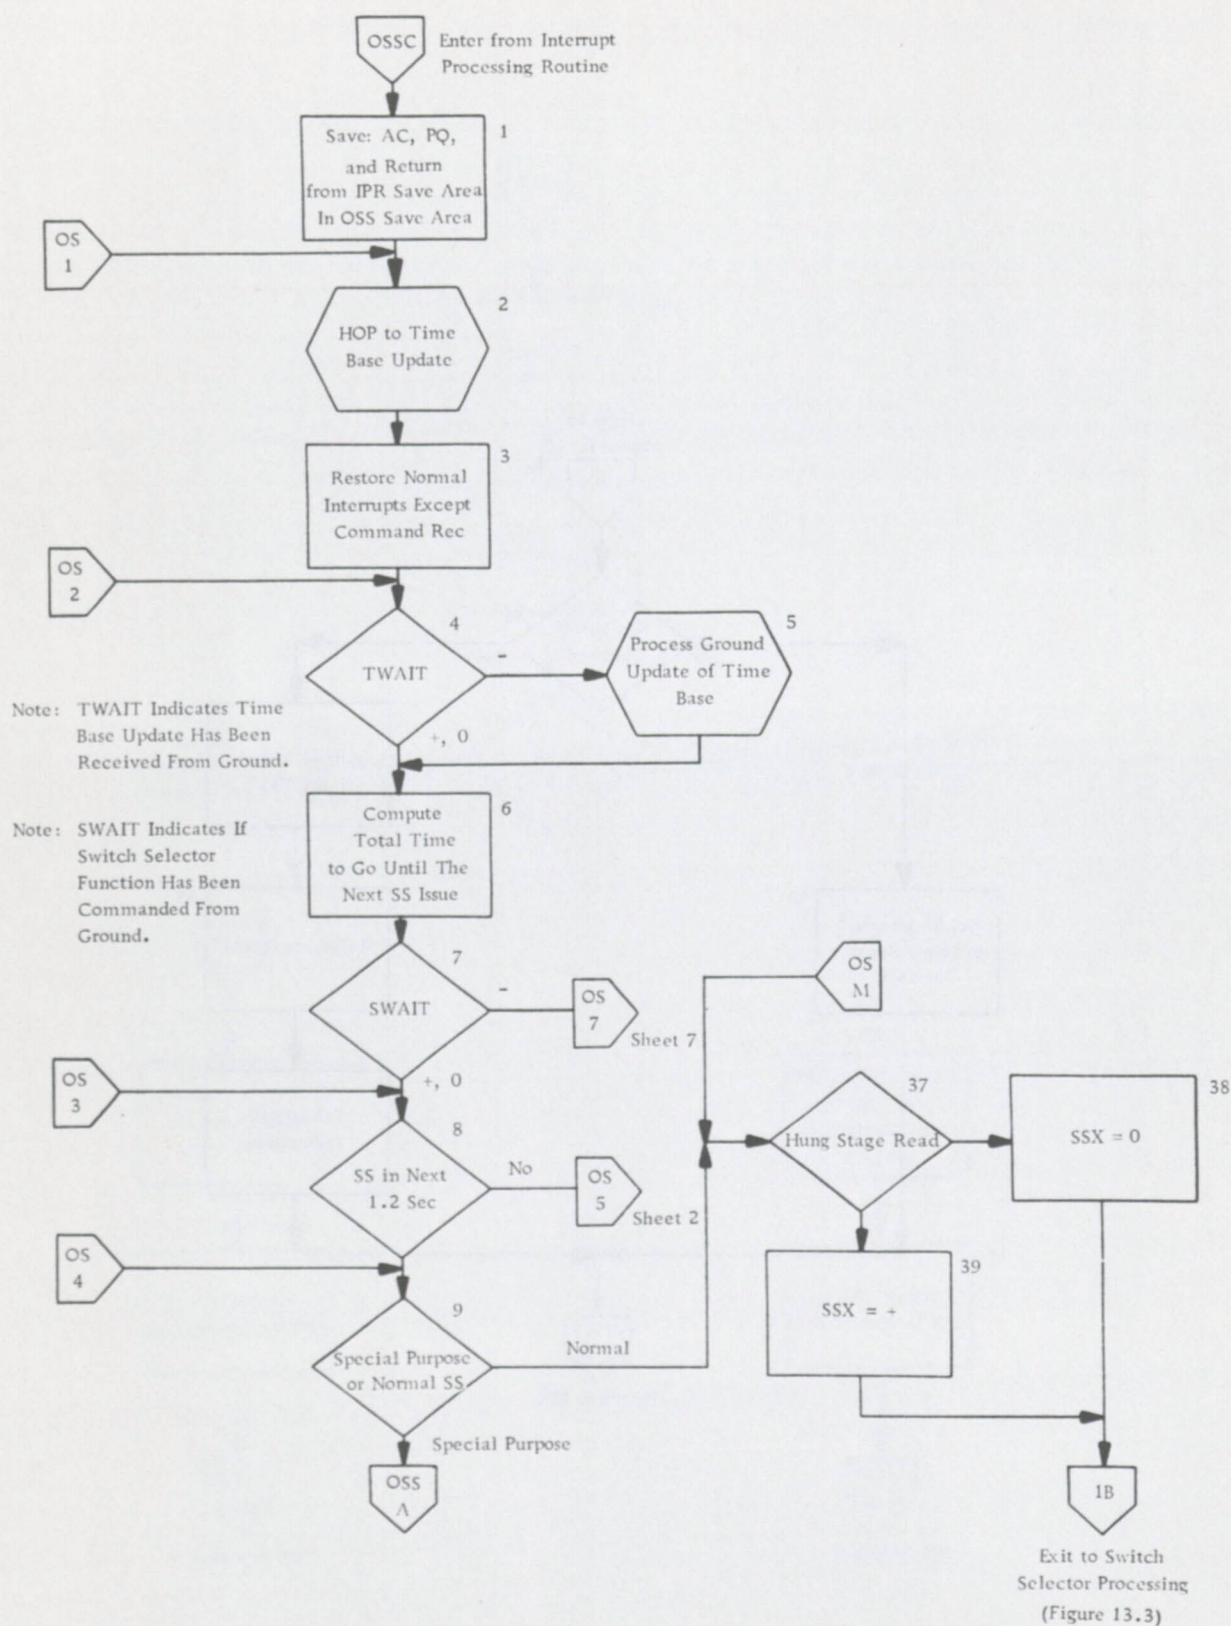 OSSC
Enter from Interrupt
Processing Routine
1
Save: AC, PQ,
and Return
from IPR Save Area
In OSS Save Area
OS
1
2
HOP to Time
Base Update
3
Restore Normal
Interrupts Except
Command Rec
OS
2
4
TWAIT
-
+, 0
5
Process Ground
Update of Time
Base
Note: TWAIT Indicates Time
Base Update Has Been
Received From Ground.
6
Compute
Total Time
to Go Until The
Next SS Issue
Note: SWAIT Indicates If
Switch Selector
Function Has Been
Commanded From
Ground.
7
SWAIT
-
+, 0
OS
7
Sheet 7
OS
M
OS
3
8
SS in Next
1.2 Sec
No
OS
5
Sheet 2
37
Hung Stage Read
38
SSX = 0
39
SSX = +
OS
4
9
Special Purpose
or Normal SS
Normal
Special Purpose
OSS
A
1B
Exit to Switch
Selector Processing
(Figure 13.3)